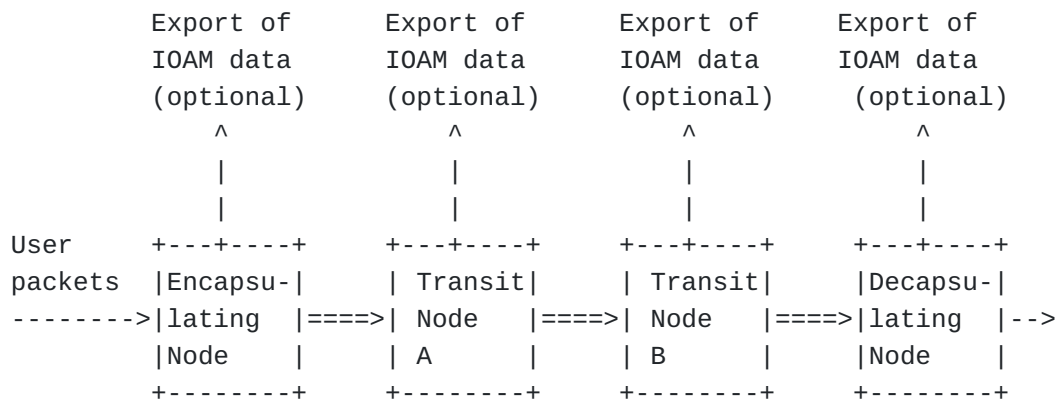 Export of Export of Export of Export of
IOAM data IOAM data IOAM data IOAM data
(optional) (optional) (optional) (optional)
User
packets |Encapsu-| | Transit| | Transit| |Decapsu-|
-------->|lating |====>| Node |====>| Node |====>|lating |-->
|Node | | A | | B | |Node |